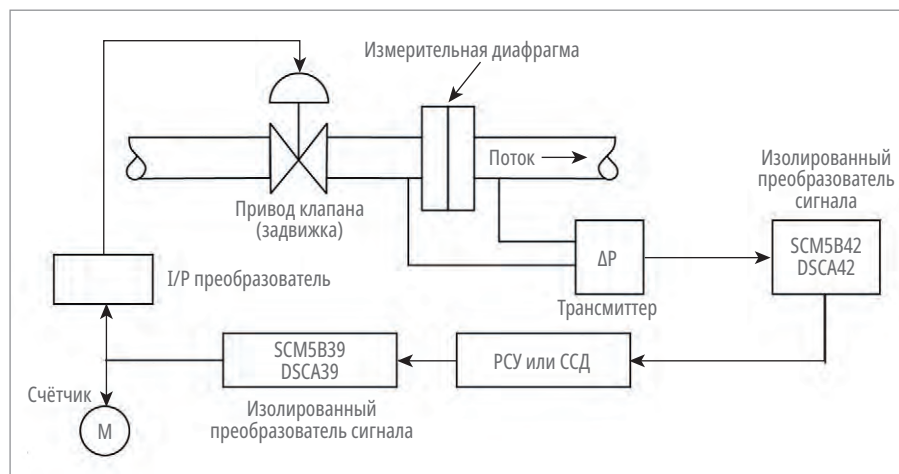 Измерительная диафрагма
Поток
Изолированный
преобразователь
сигнала
Привод клапана
(задвижка)
SCM5B42
DSCA42
ΔP
I/P преобразователь
Трансмиттер
SCM5B39
DSCA39
РСУ или ССД
Счётчик
Изолированный
преобразователь сигнала
M